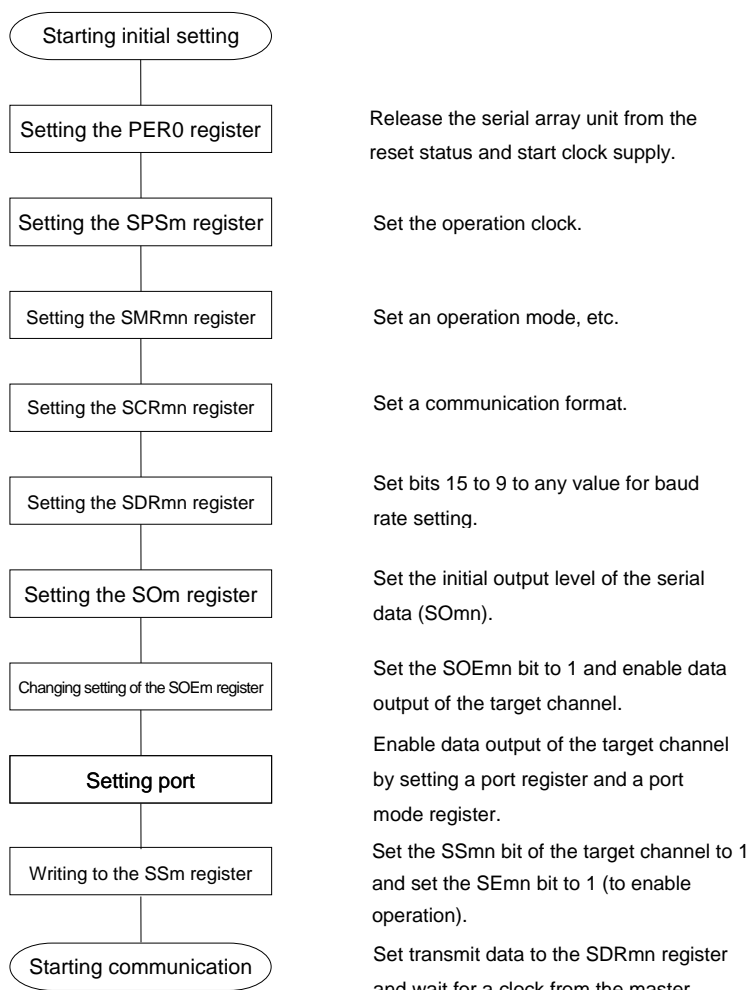 Starting initial setting
Setting the PER0 register
Release the serial array unit from the
reset status and start clock supply.
Setting the SPSm register
Set the operation clock.
Setting the SMRmn register
Set an operation mode, etc.
Setting the SCRmn register
Set a communication format.
Setting the SDRmn register
Set bits 15 to 9 to any value for baud
rate setting.
Setting the SOm register
Set the initial output level of the serial
data (SOmn).
Changing setting of the SOEm register
Set the SOEmn bit to 1 and enable data
output of the target channel.
Setting port
Enable data output of the target channel
by setting a port register and a port
mode register.
Writing to the SSm register
Set the SSmn bit of the target channel to 1
and set the SEmn bit to 1 (to enable
operation).
Starting communication
Set transmit data to the SDRmn register
and wait for a clock from the master